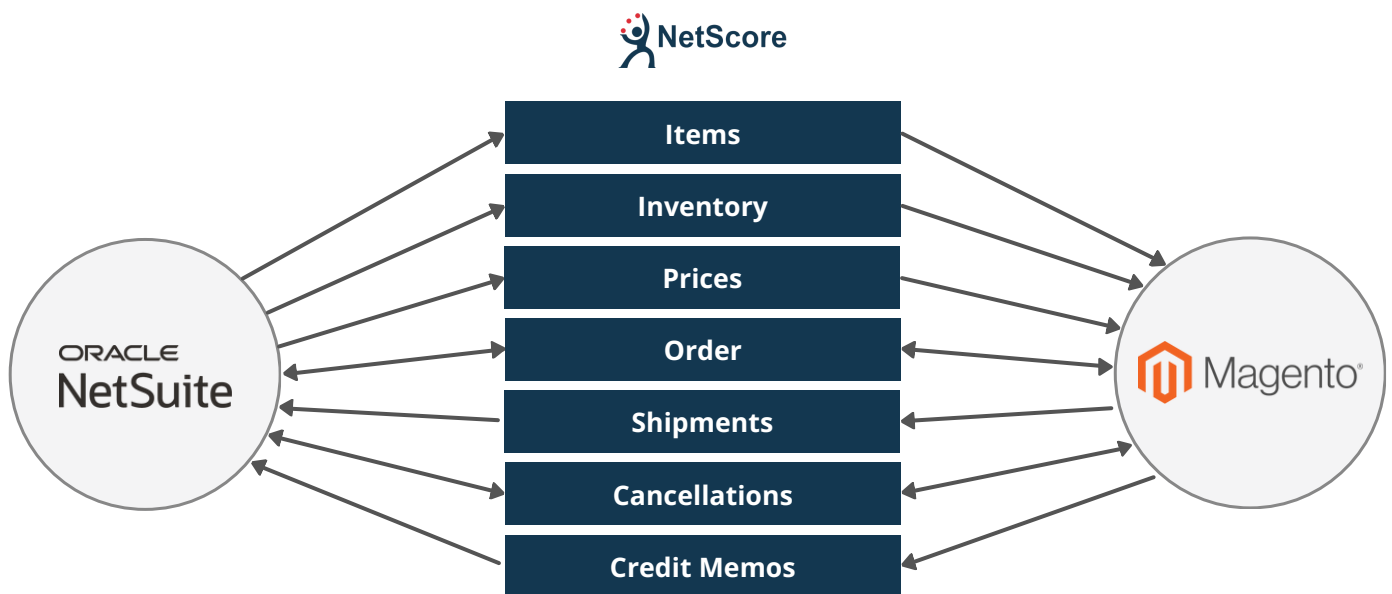 NetScore
Items
Inventory
Prices
Order
Shipments
Cancellations
Credit Memos
ORACLE
NetSuite
Magento®